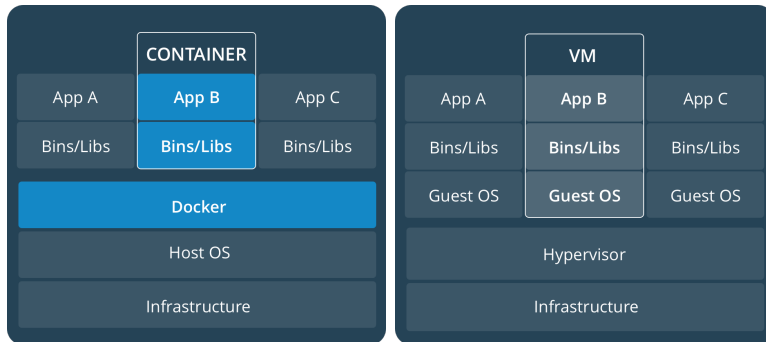 CONTAINER
App A App B App C
Bins/Libs Bins/Libs Bins/Libs
Docker
Host OS
Infrastructure
VM
App A App B App C
Bins/Libs Bins/Libs Bins/Libs
Guest OS Guest OS Guest OS
Hypervisor
Infrastructure